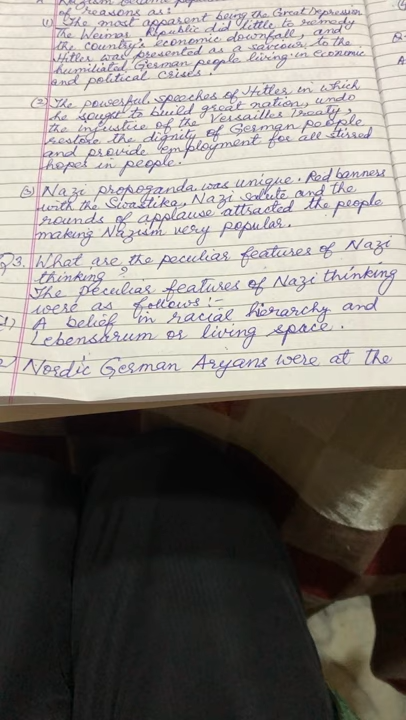 Nazism became popu
of reasons as:
(1) The most apparent being the Great Depression
The Weimar Republic did little to remedy
the country's economic downfall, and
Hitler was presented as a saviour, to the
humiliated German people living in economic
and political crises.
(2) The powerful speeches of Hitler in which
he sought to build great nation, undo
the injustice of the Versailles Treaty &
restore the dignity of German people
and provide employment for all stirred
hopes in people.
(3) Nazi propoganda was unique. Red banners
with the Swastika, Nazi salute and the
rounds of applause attracted the people
making Nazism very popular.
Q3. What are the peculiar features of Nazi
thinking?
The peculiar features of Nazi thinking
were as follows:-
(1) A belief in racial hierarchy and
Lebensarum or living space.
2) Nordic German Aryans were at the